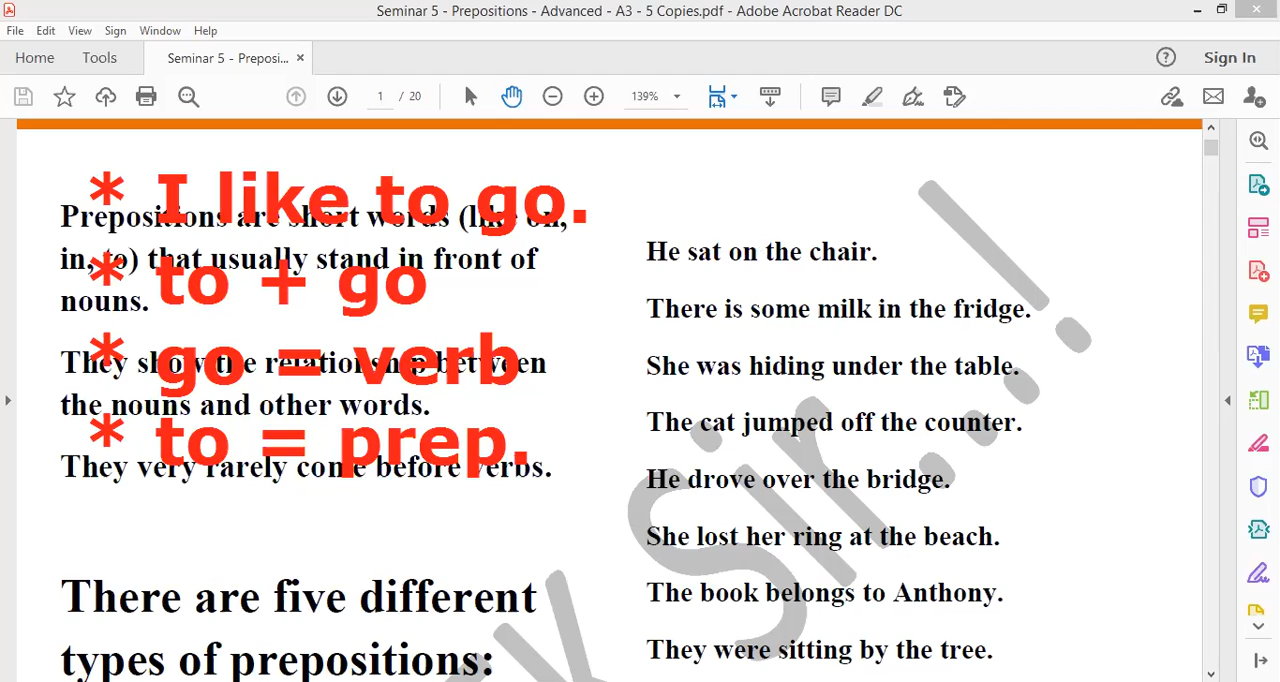 Seminar 5 - Prepositions - Advanced - A3 - 5 Copies.pdf - Adobe Acrobat Reader DC
File Edit View Sign Window Help
Home Tools Seminar 5 - Preposi... × Sign In
1 / 20 139%
* I like to go.
Prepositions are short words (like on,
in, to) that usually stand in front of
nouns.
* to + go
They show the relationship between
the nouns and other words.
* go = verb
They very rarely come before verbs.
* to = prep.
There are five different
types of prepositions:
He sat on the chair.
There is some milk in the fridge.
She was hiding under the table.
The cat jumped off the counter.
He drove over the bridge.
She lost her ring at the beach.
The book belongs to Anthony.
They were sitting by the tree.
Sir..!